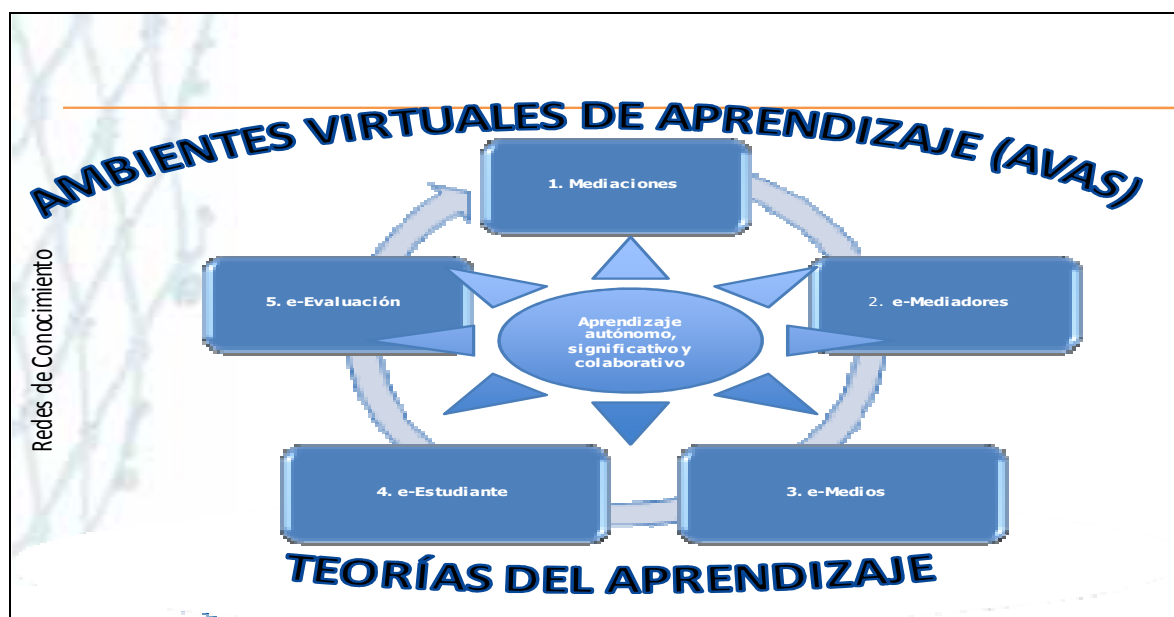 AMBIENTES VIRTUALES DE APRENDIZAJE (AVAS)
1. Mediaciones
2. e-Mediadores
3. e-Medios
4. e-Estudiante
5. e-Evaluación
Aprendizaje
autónomo,
significativo y
colaborativo
Redes de Conocimiento
TEORÍAS DEL APRENDIZAJE